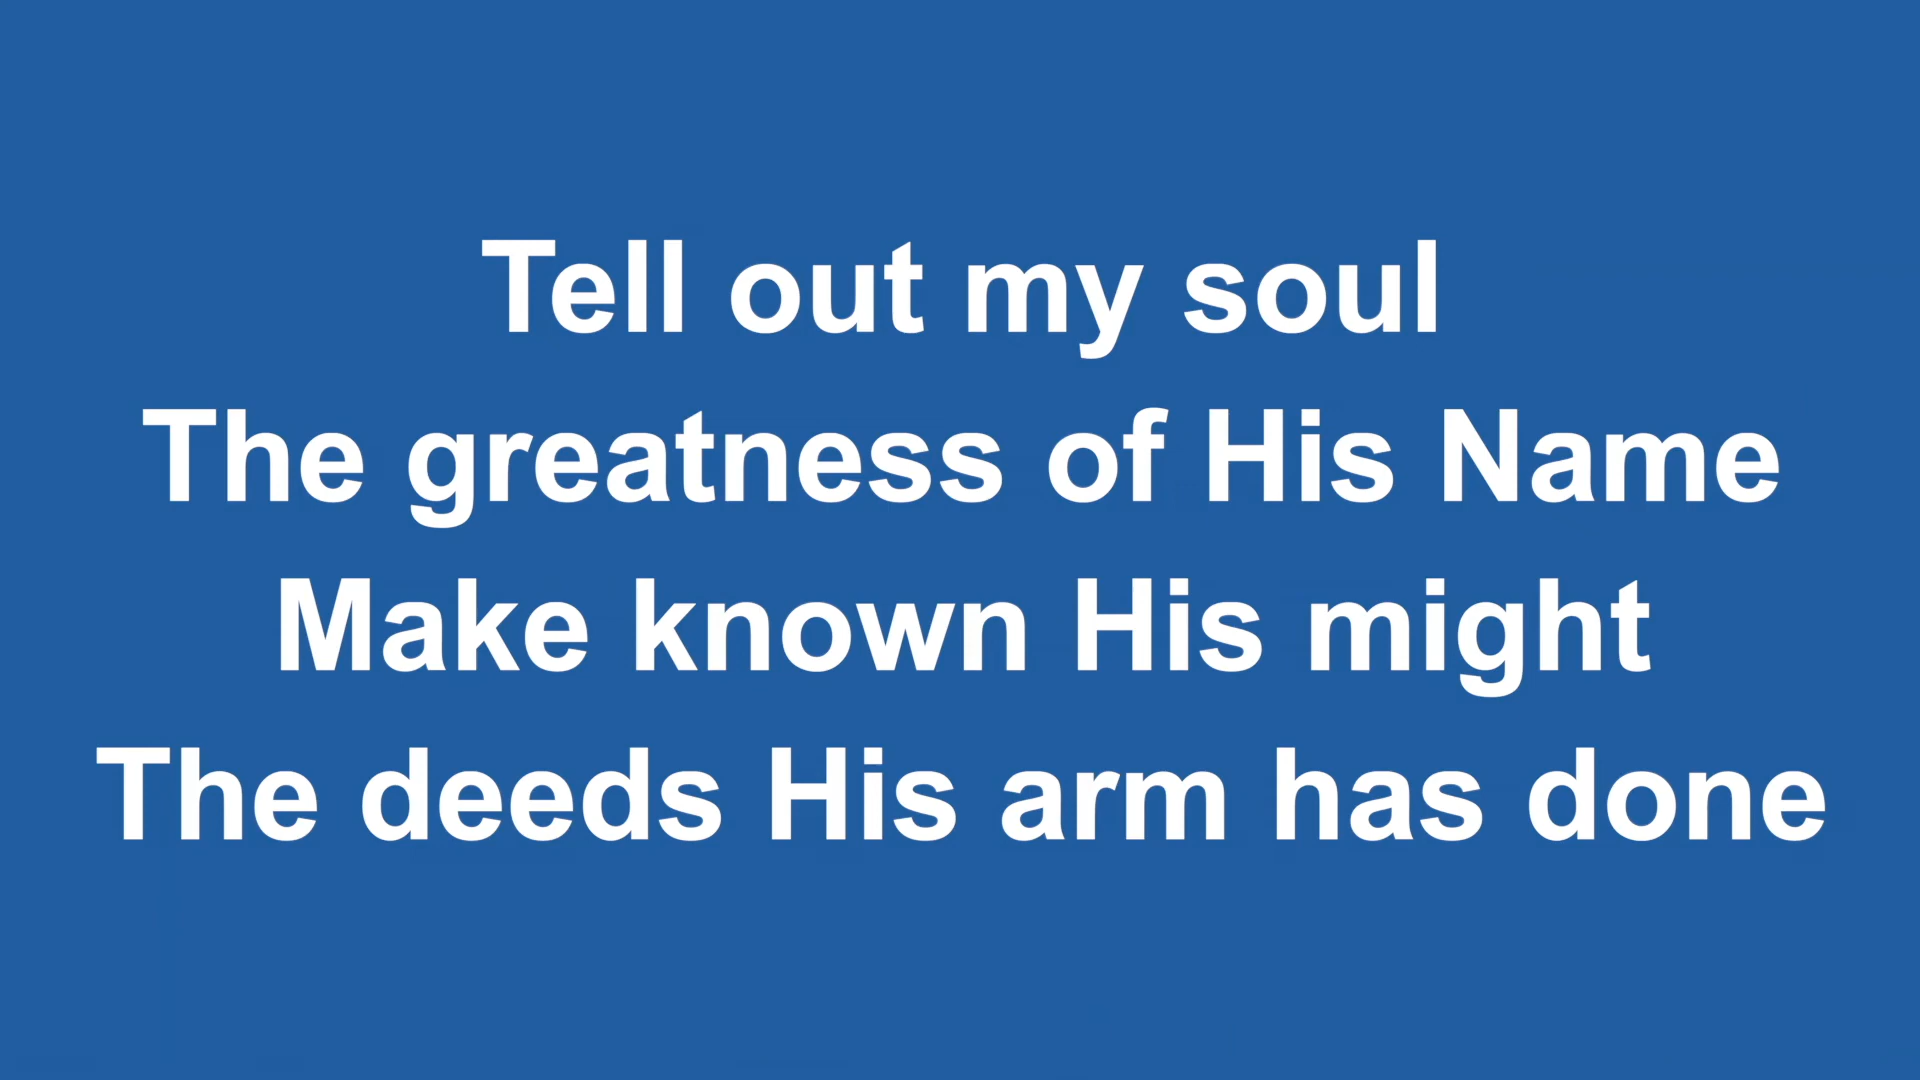 Tell out my soul
The greatness of His Name
Make known His might
The deeds His arm has done